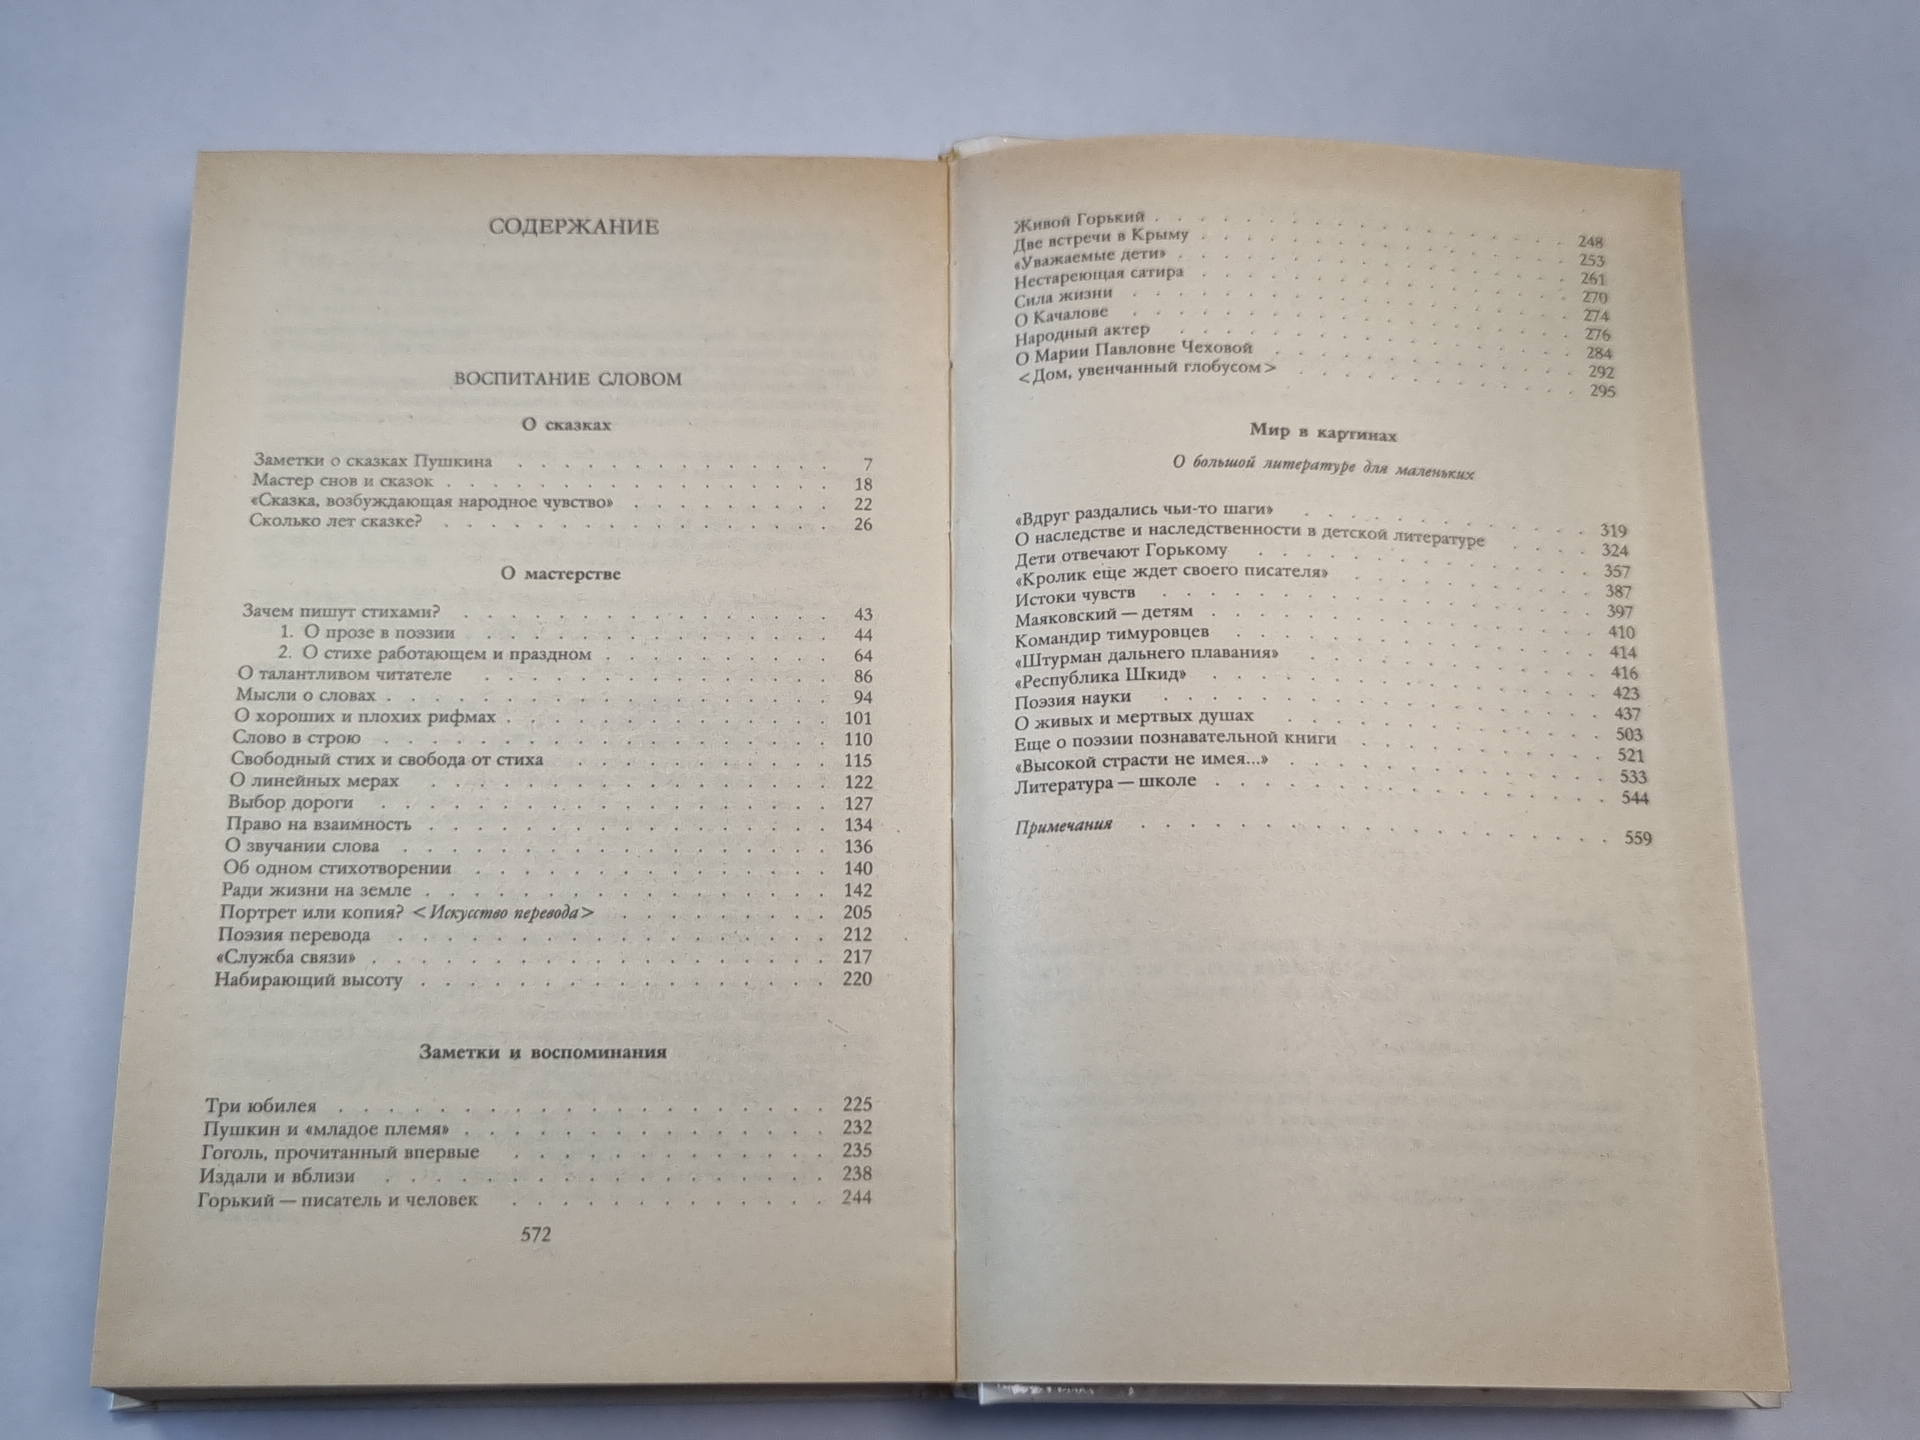 СОДЕРЖАНИЕ
ВОСПИТАНИЕ СЛОВОМ
О сказках
Заметки о сказках Пушкина . . . . . . . . . . . . . 7
Мастер снов и сказок . . . . . . . . . . . . . . . . 18
«Сказка, возбуждающая народное чувство» . . . . . . . . 22
Сколько лет сказке? . . . . . . . . . . . . . . . . 26
О мастерстве
Зачем пишут стихами? . . . . . . . . . . . . . . . 43
1. О прозе в поэзии . . . . . . . . . . . . . . 44
2. О стихе работающем и праздном . . . . . . . . . 64
О талантливом читателе . . . . . . . . . . . . . . 86
Мысли о словах . . . . . . . . . . . . . . . . . . 94
О хороших и плохих рифмах . . . . . . . . . . . . . 101
Слово в строю . . . . . . . . . . . . . . . . . . 110
Свободный стих и свобода от стиха . . . . . . . . . . 115
О линейных мерах . . . . . . . . . . . . . . . . 122
Выбор дороги . . . . . . . . . . . . . . . . . . 127
Право на взаимность . . . . . . . . . . . . . . . . 134
О звучании слова . . . . . . . . . . . . . . . . . 136
Об одном стихотворении . . . . . . . . . . . . . . 140
Ради жизни на земле . . . . . . . . . . . . . . . . 142
Портрет или копия? <Искусство перевода> . . . . . . . . 205
Поэзия перевода . . . . . . . . . . . . . . . . . 212
«Служба связи» . . . . . . . . . . . . . . . . . . 217
Набирающий высоту . . . . . . . . . . . . . . . . 220
Заметки и воспоминания
Три юбилея . . . . . . . . . . . . . . . . . . . 225
Пушкин и «младое племя» . . . . . . . . . . . . . . 232
Гоголь, прочитанный впервые . . . . . . . . . . . . 235
Издали и вблизи . . . . . . . . . . . . . . . . . 238
Горький — писатель и человек . . . . . . . . . . . . 244
572
Живой Горький . . . . . . . . . . . . . . . . . . 248
Две встречи в Крыму . . . . . . . . . . . . . . . . 253
«Уважаемые дети» . . . . . . . . . . . . . . . . . 261
Нестареющая сатира . . . . . . . . . . . . . . . . 270
Сила жизни . . . . . . . . . . . . . . . . . . . 274
О Качалове . . . . . . . . . . . . . . . . . . . 276
Народный актер . . . . . . . . . . . . . . . . . 284
О Марии Павловне Чеховой . . . . . . . . . . . . . 292
<Дом, увенчанный глобусом> . . . . . . . . . . . . . 295
Мир в картинах
О большой литературе для маленьких
«Вдруг раздались чьи-то шаги» . . . . . . . . . . . . 319
О наследстве и наследственности в детской литературе . . . . 324
Дети отвечают Горькому . . . . . . . . . . . . . . 357
«Кролик еще ждет своего писателя» . . . . . . . . . . 387
Истоки чувств . . . . . . . . . . . . . . . . . . 397
Маяковский — детям . . . . . . . . . . . . . . . . 410
Командир тимуровцев . . . . . . . . . . . . . . . 414
«Штурман дальнего плавания» . . . . . . . . . . . . 416
«Республика Шкид» . . . . . . . . . . . . . . . . 423
Поэзия науки . . . . . . . . . . . . . . . . . . 437
О живых и мертвых душах . . . . . . . . . . . . . . 503
Еще о поэзии познавательной книги . . . . . . . . . . 521
«Высокой страсти не имея...» . . . . . . . . . . . . . 533
Литература — школе . . . . . . . . . . . . . . . . 544
Примечания . . . . . . . . . . . . . . . . . . . 559